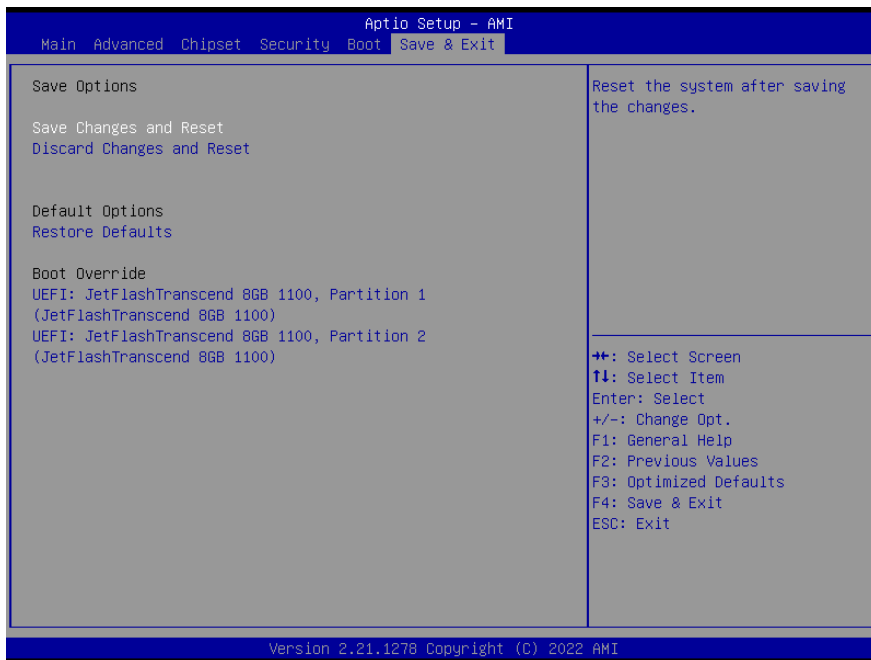 Aptio Setup – AMI
Main Advanced Chipset Security Boot Save & Exit
Save Options
Save Changes and Reset
Discard Changes and Reset
Default Options
Restore Defaults
Boot Override
UEFI: JetFlashTranscend 8GB 1100, Partition 1
(JetFlashTranscend 8GB 1100)
UEFI: JetFlashTranscend 8GB 1100, Partition 2
(JetFlashTranscend 8GB 1100)
Reset the system after saving
the changes.
→←: Select Screen
↑↓: Select Item
Enter: Select
+/–: Change Opt.
F1: General Help
F2: Previous Values
F3: Optimized Defaults
F4: Save & Exit
ESC: Exit
Version 2.21.1278 Copyright (C) 2022 AMI